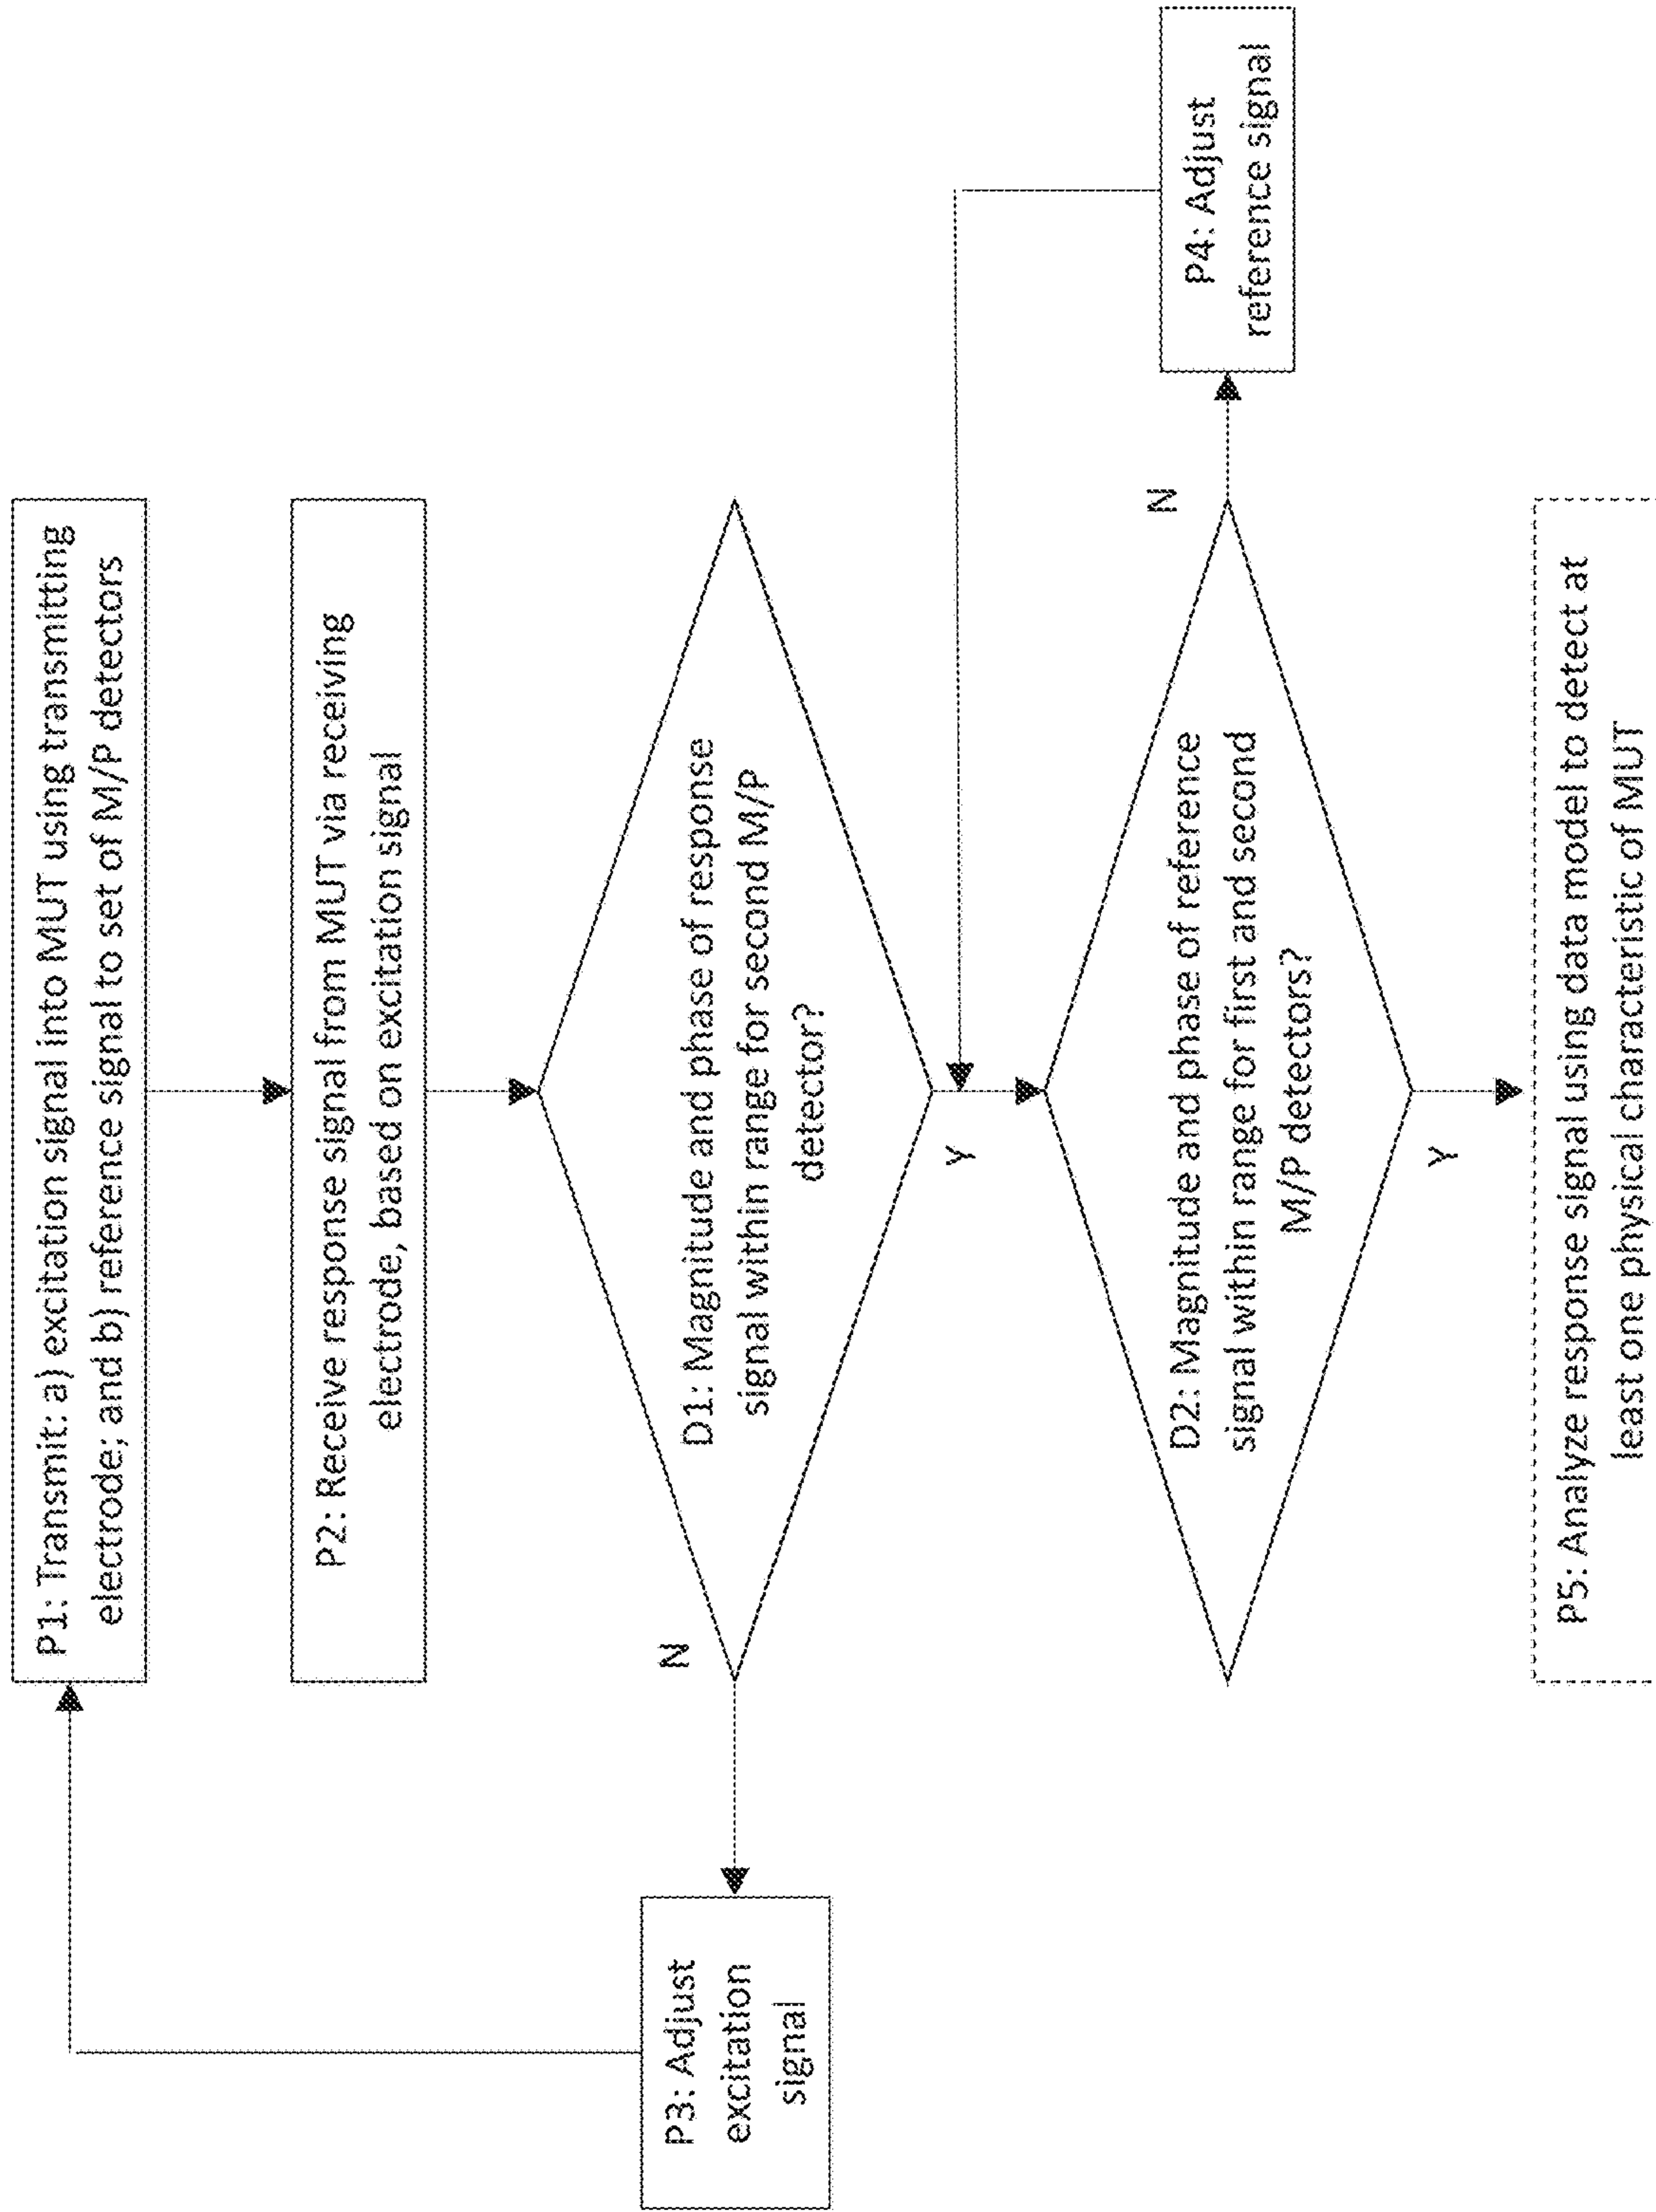 P1: Transmit: a) excitation signal into MUT using transmitting
electrode; and b) reference signal to set of M/P detectors
P2: Receive response signal from MUT via receiving
electrode, based on excitation signal
N
D1: Magnitude and phase of response
signal within range for second M/P
detector?
P3: Adjust
excitation
signal
Y
D2: Magnitude and phase of reference
signal within range for first and second
M/P detectors?
N
P4: Adjust
reference signal
Y
P5: Analyze response signal using data model to detect at
least one physical characteristic of MUT